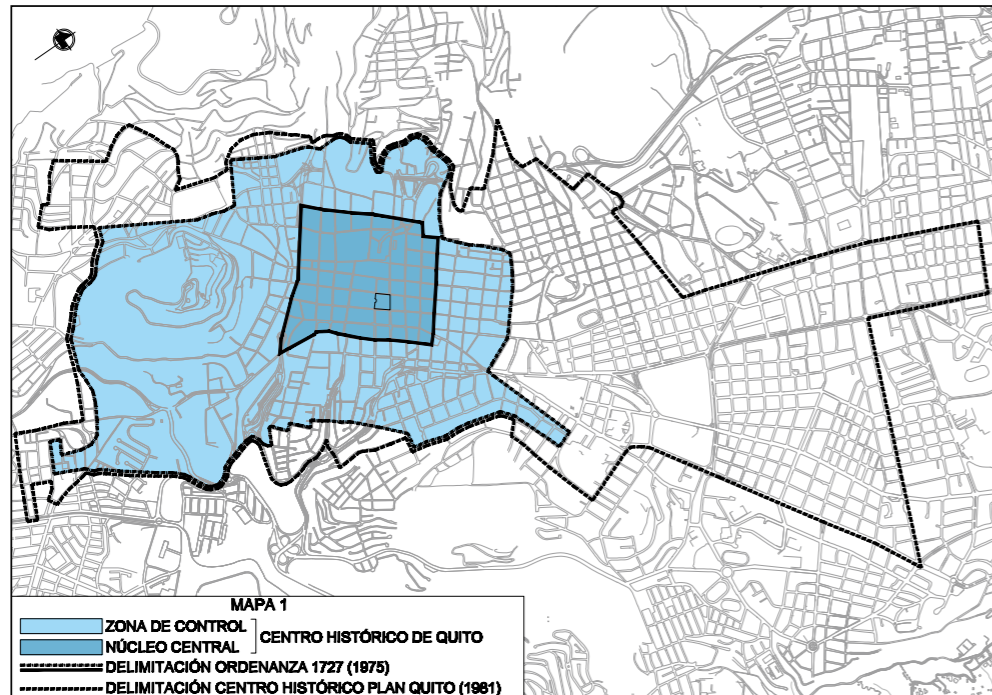 MAPA 1
ZONA DE CONTROL
NÚCLEO CENTRAL
CENTRO HISTÓRICO DE QUITO
DELIMITACIÓN ORDENANZA 1727 (1975)
DELIMITACIÓN CENTRO HISTÓRICO PLAN QUITO (1981)